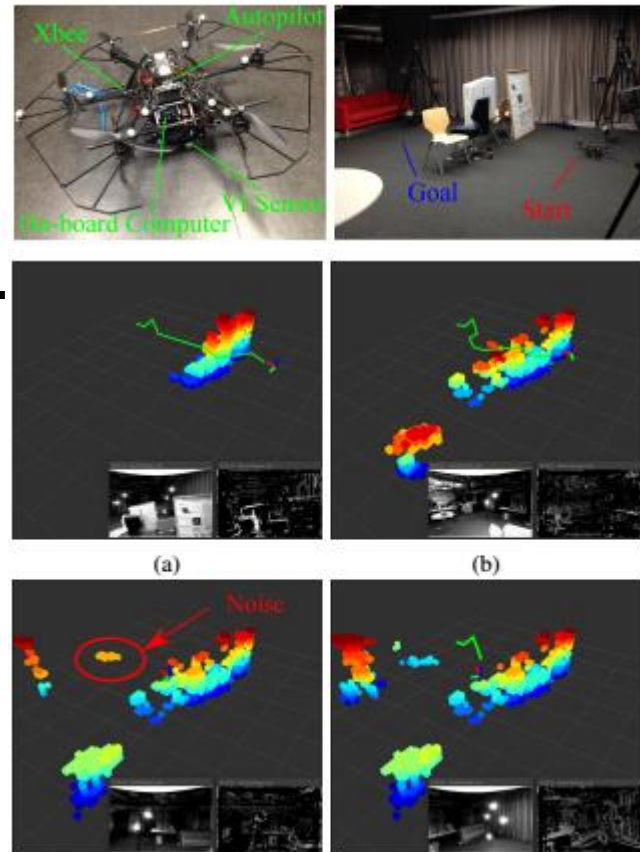 Autopilot
Xbee
VI Sensor
On-board Computer
Goal
Start
(a)
(b)
Noise